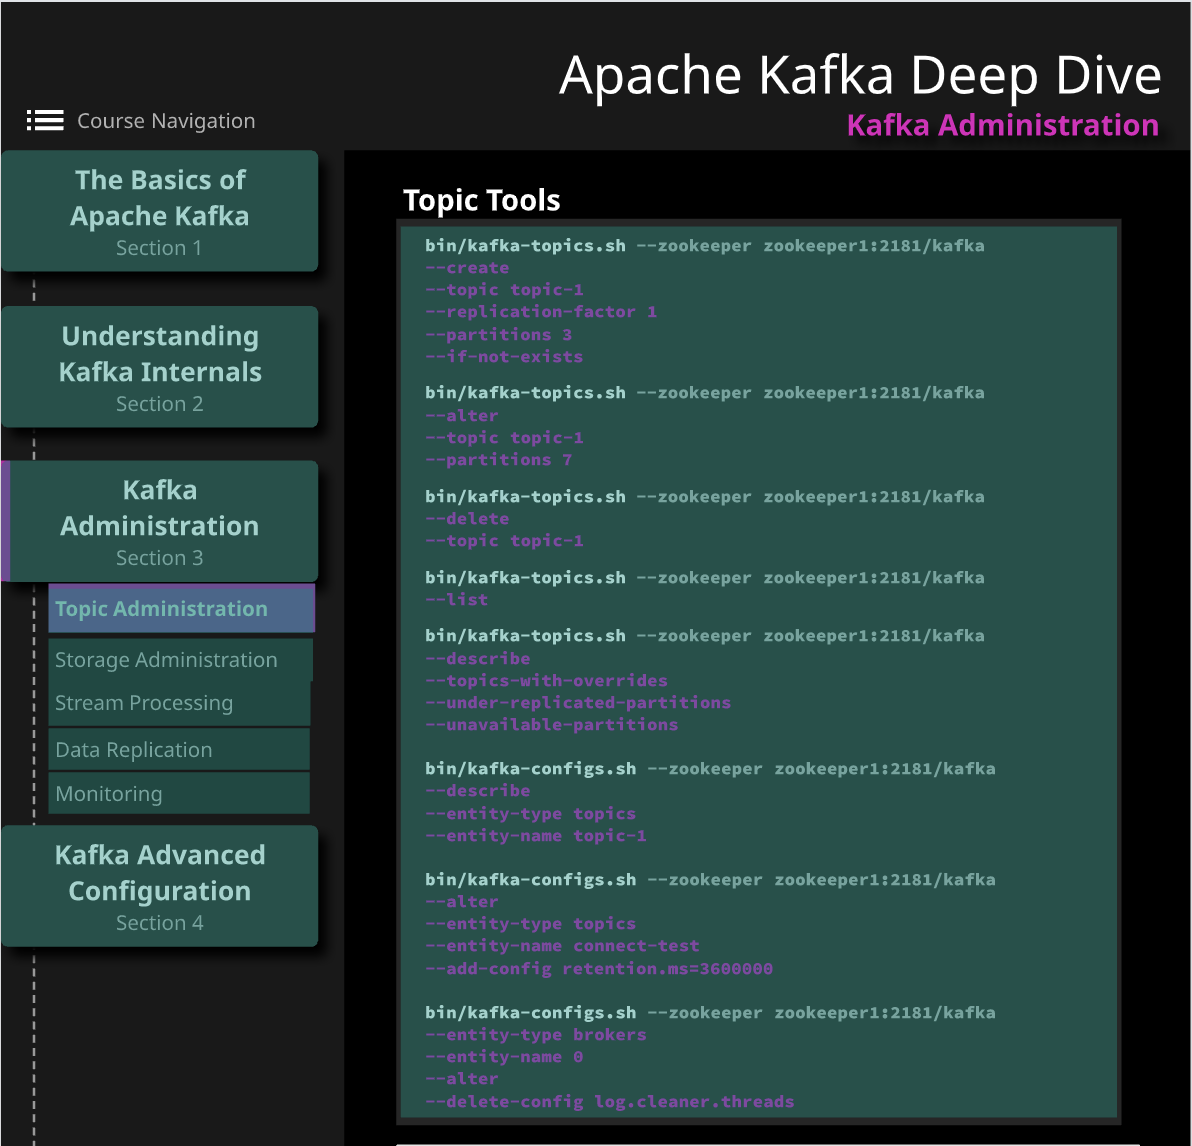 Apache Kafka Deep Dive
Kafka Administration
Course Navigation
The Basics of
Apache Kafka
Section 1
Understanding
Kafka Internals
Section 2
Kafka
Administration
Section 3
Topic Administration
Storage Administration
Stream Processing
Data Replication
Monitoring
Kafka Advanced
Configuration
Section 4
Topic Tools
bin/kafka-topics.sh --zookeeper zookeeper1:2181/kafka
--create
--topic topic-1
--replication-factor 1
--partitions 3
--if-not-exists
bin/kafka-topics.sh --zookeeper zookeeper1:2181/kafka
--alter
--topic topic-1
--partitions 7
bin/kafka-topics.sh --zookeeper zookeeper1:2181/kafka
--delete
--topic topic-1
bin/kafka-topics.sh --zookeeper zookeeper1:2181/kafka
--list
bin/kafka-topics.sh --zookeeper zookeeper1:2181/kafka
--describe
--topics-with-overrides
--under-replicated-partitions
--unavailable-partitions
bin/kafka-configs.sh --zookeeper zookeeper1:2181/kafka
--describe
--entity-type topics
--entity-name topic-1
bin/kafka-configs.sh --zookeeper zookeeper1:2181/kafka
--alter
--entity-type topics
--entity-name connect-test
--add-config retention.ms=3600000
bin/kafka-configs.sh --zookeeper zookeeper1:2181/kafka
--entity-type brokers
--entity-name 0
--alter
--delete-config log.cleaner.threads